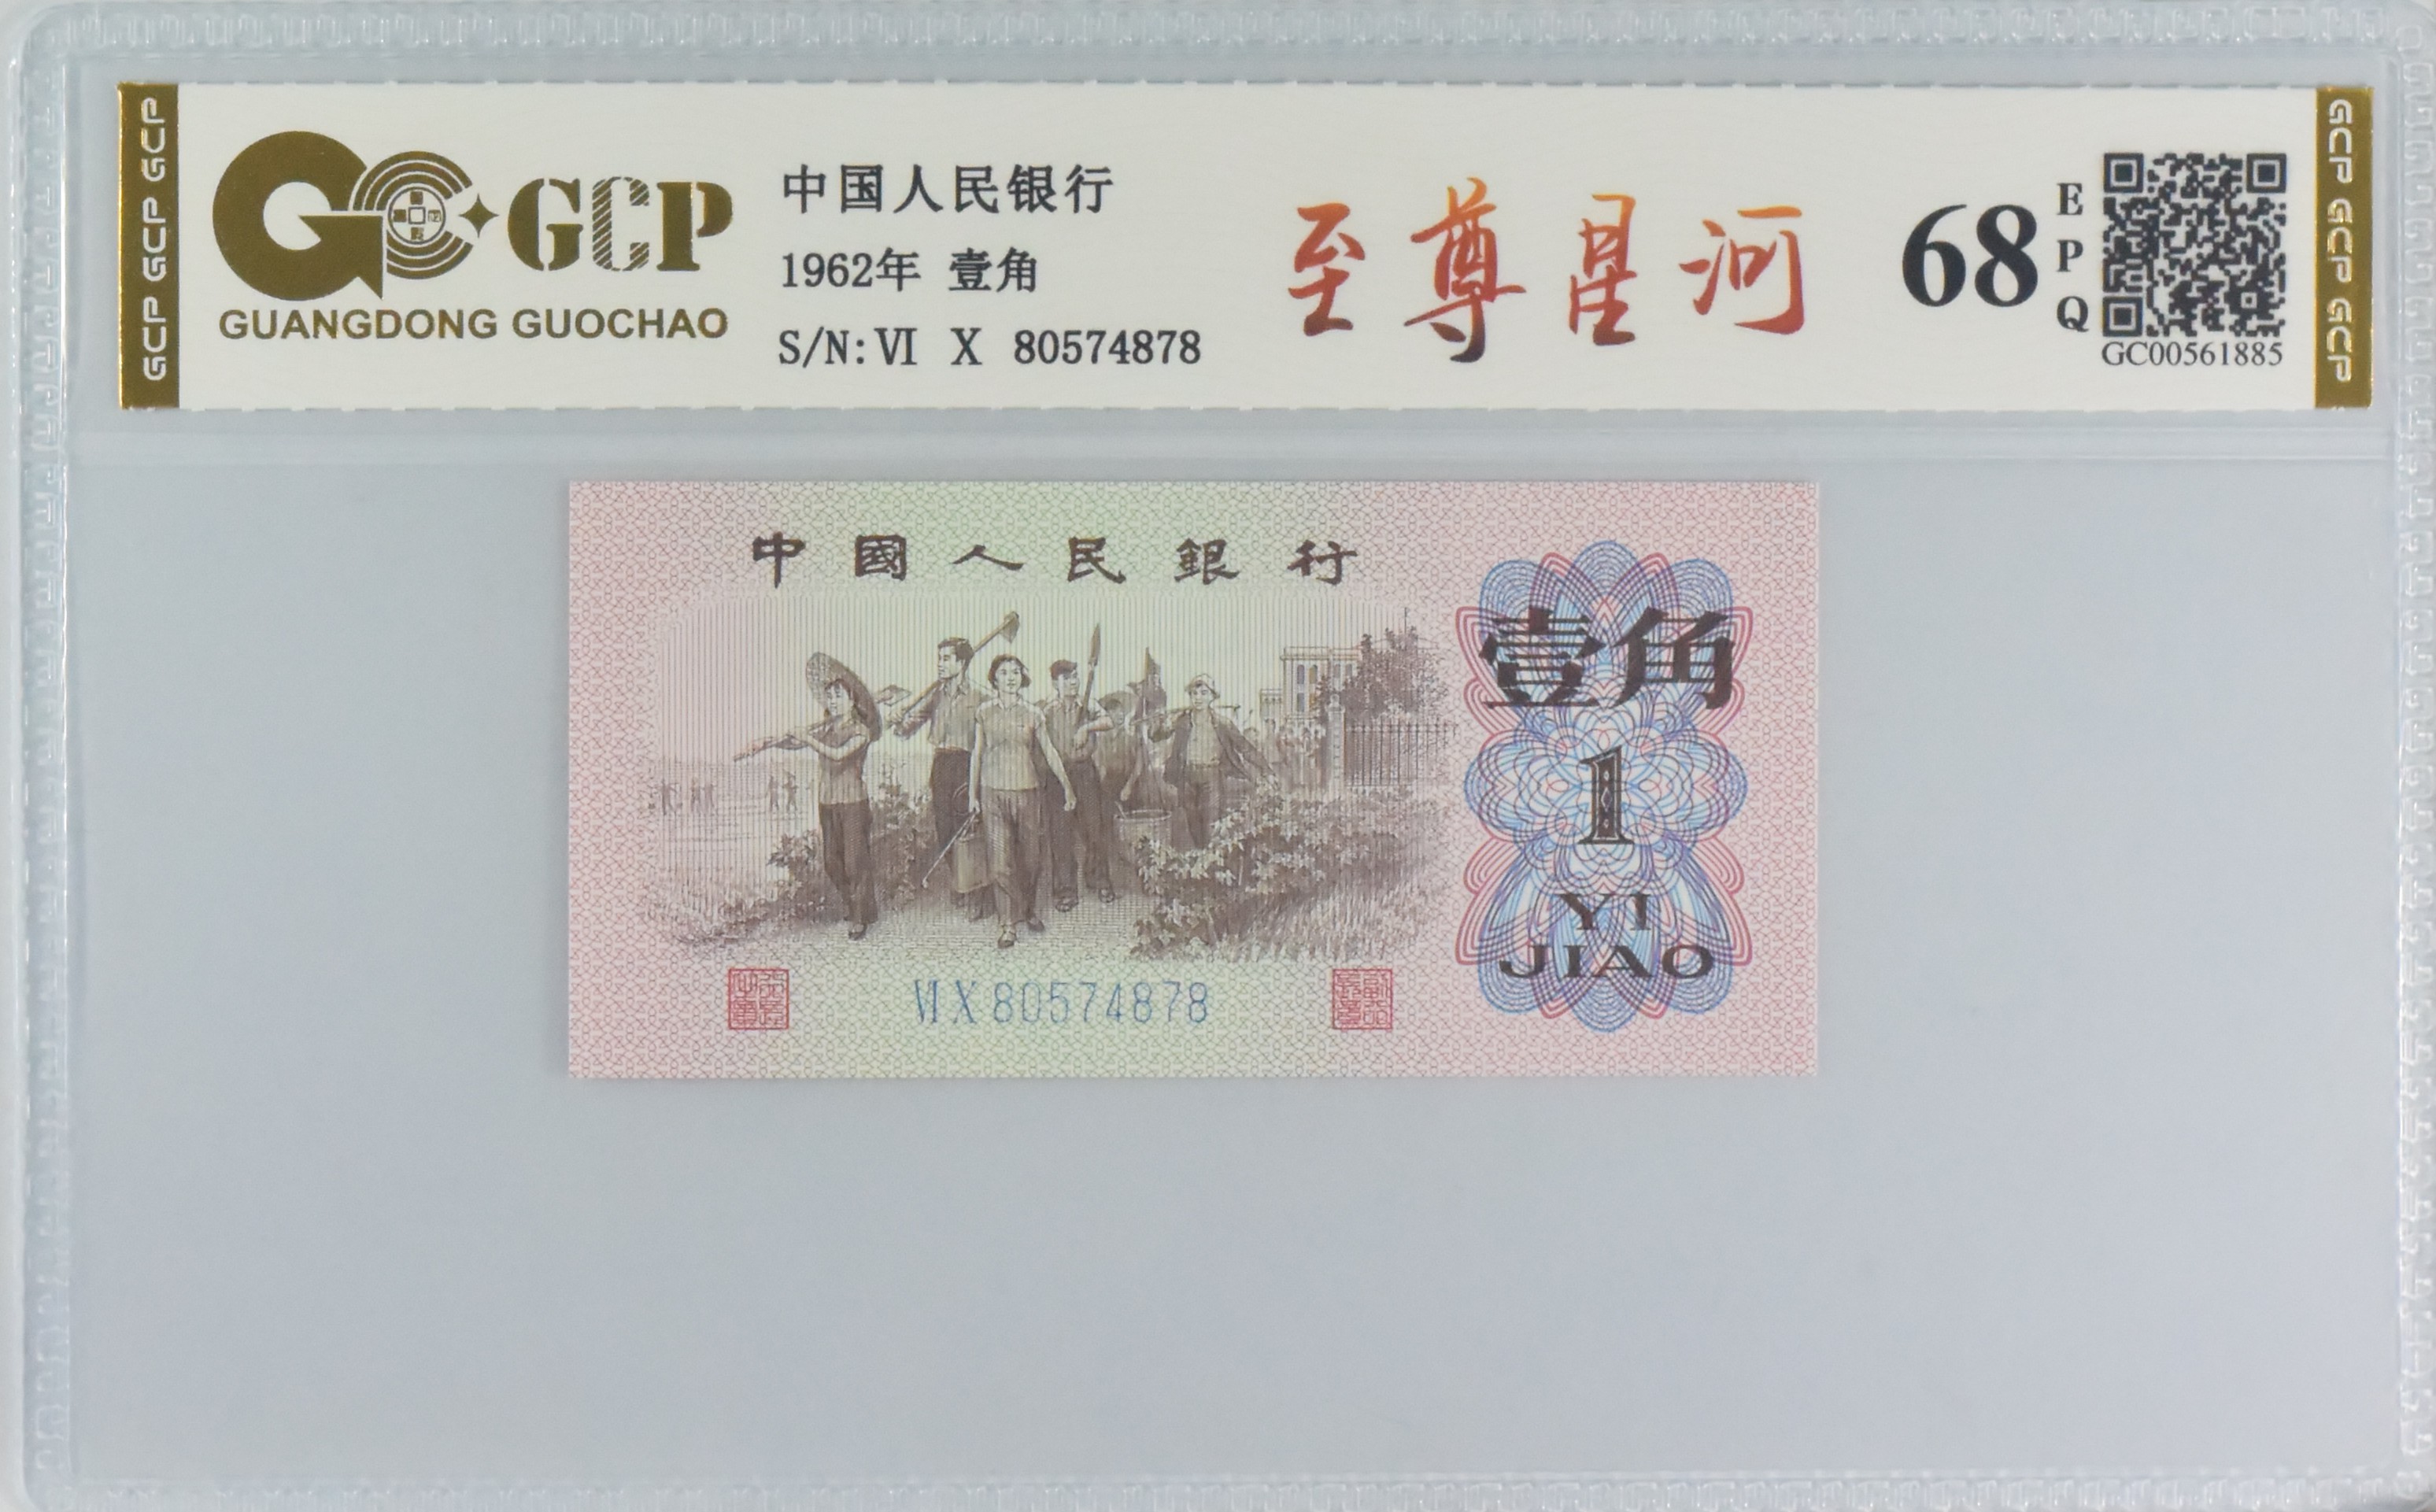 GCP GCP GCP
GCP
GUANGDONG GUOCHAO
中国人民银行
1962年 壹角
S/N: VI X 80574878
至尊星河
68
EPQ
GC00561885
GCP GCP GCP
中國人民銀行
壹角
1
YI
JIAO
VI X 80574878